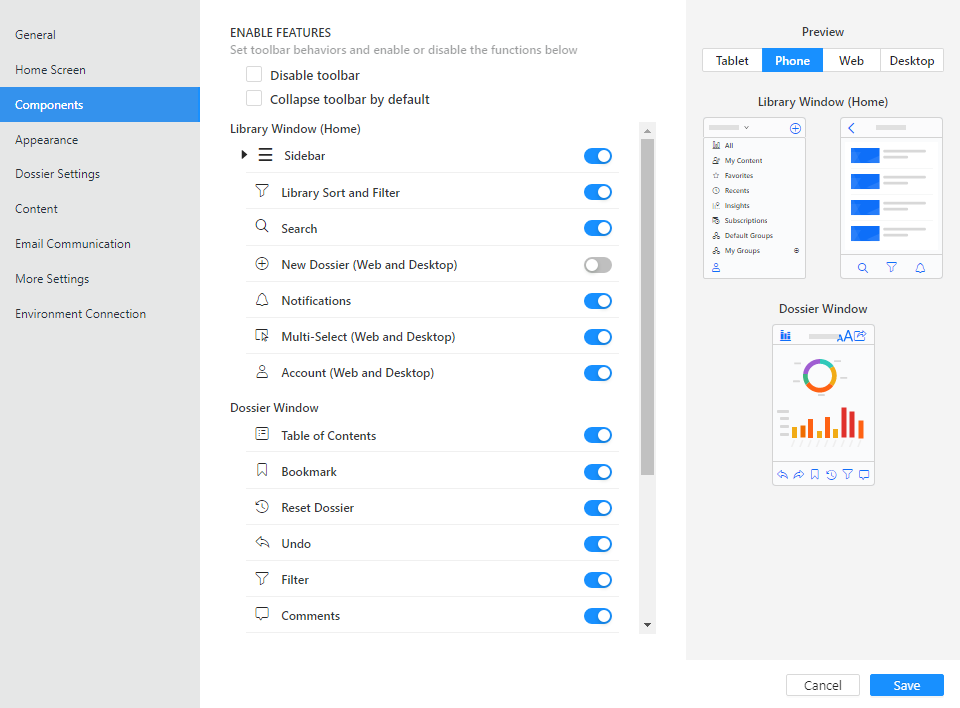 General
Home Screen
Components
Appearance
Dossier Settings
Content
Email Communication
More Settings
Environment Connection
ENABLE FEATURES
Set toolbar behaviors and enable or disable the functions below
Disable toolbar
Collapse toolbar by default
Library Window (Home)
Sidebar
Library Sort and Filter
Search
New Dossier (Web and Desktop)
Notifications
Multi-Select (Web and Desktop)
Account (Web and Desktop)
Dossier Window
Table of Contents
Bookmark
Reset Dossier
Undo
Filter
Comments
Preview
Tablet Phone Web Desktop
Library Window (Home)
All
My Content
Favorites
Recents
Insights
Subscriptions
Default Groups
My Groups
Dossier Window
AA
Cancel Save